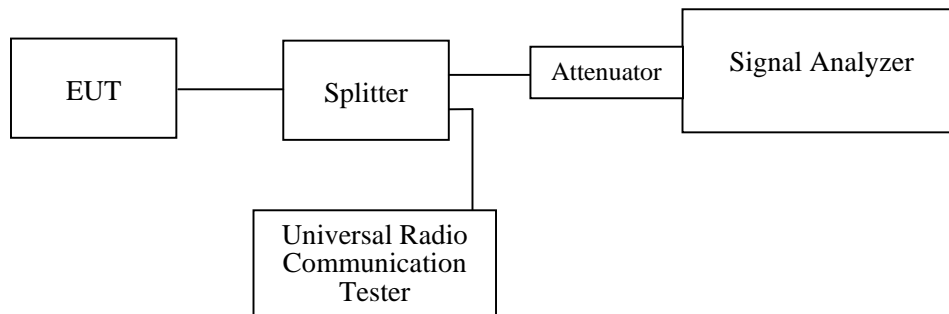 EUT
Splitter
Attenuator
Signal Analyzer
Universal Radio
Communication
Tester